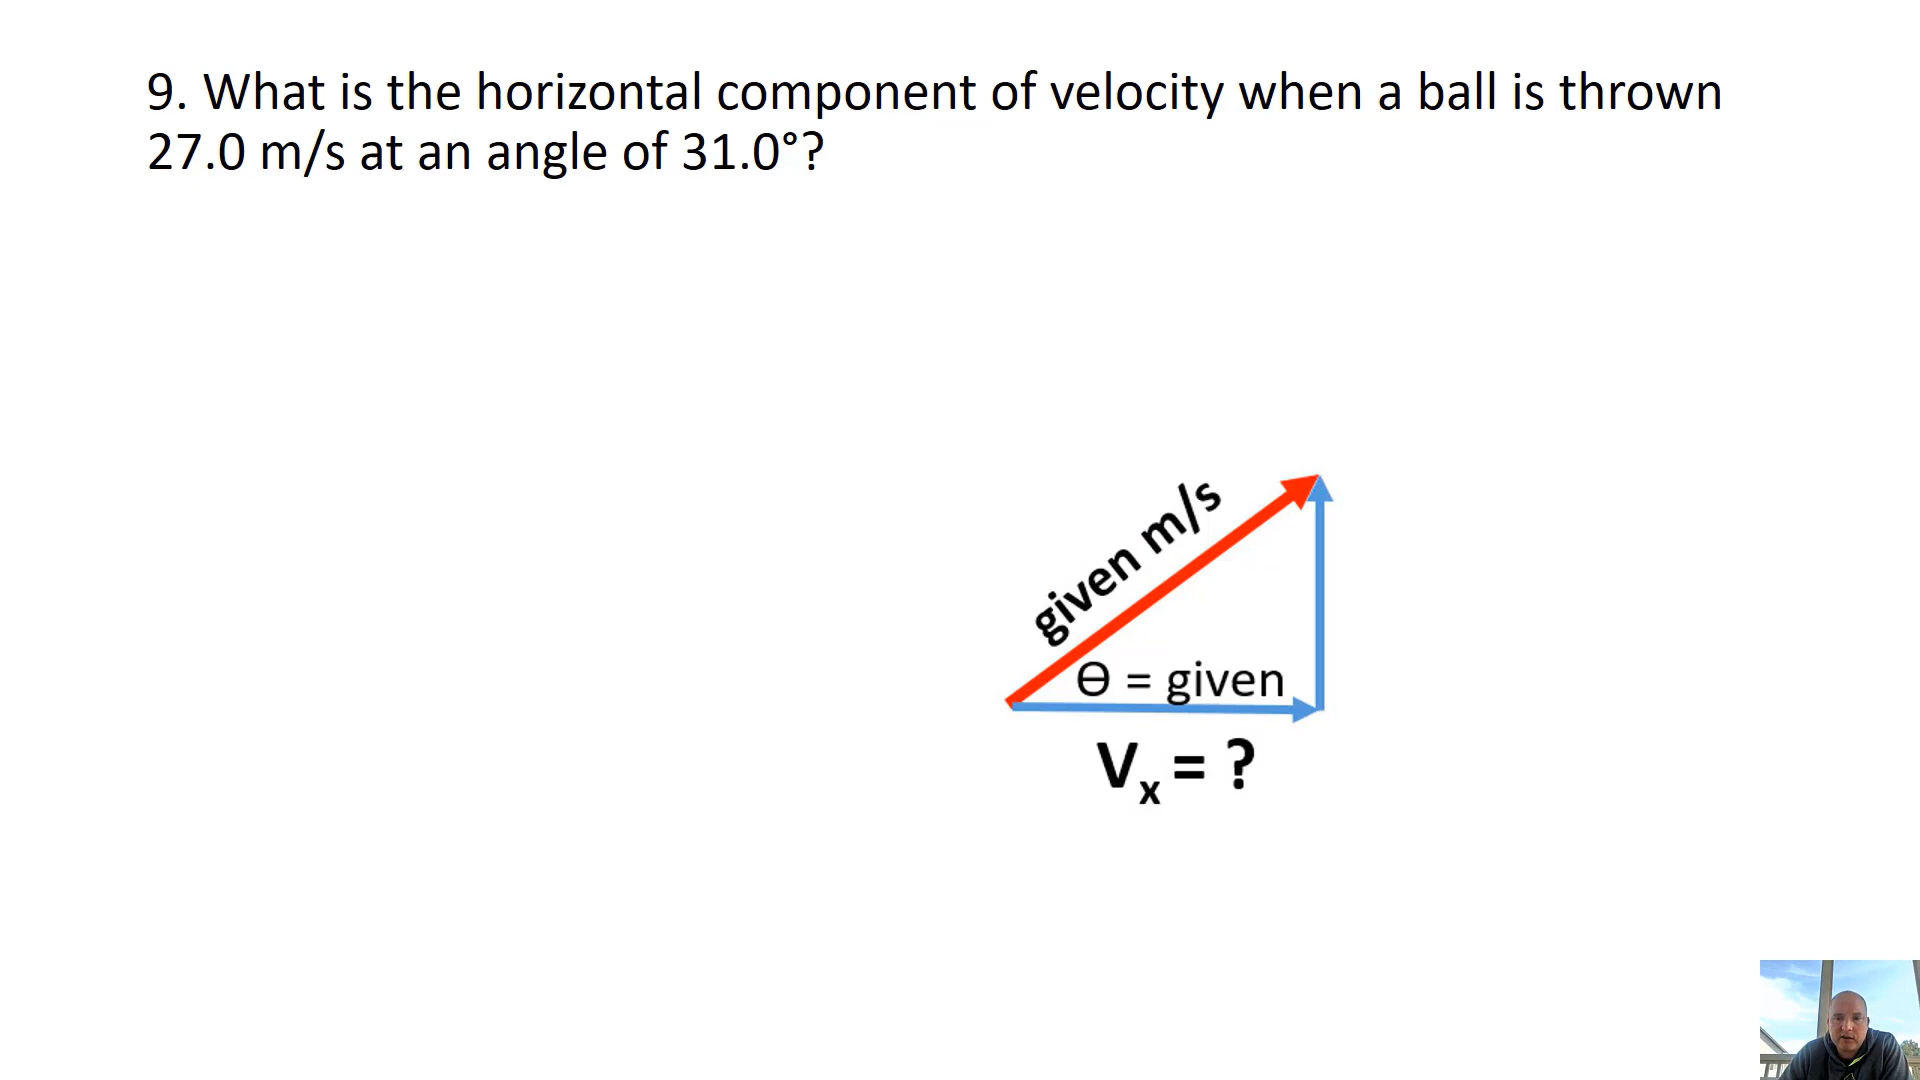 9. What is the horizontal component of velocity when a ball is thrown
27.0 m/s at an angle of 31.0°?
given m/s
ϴ = given
Vx = ?